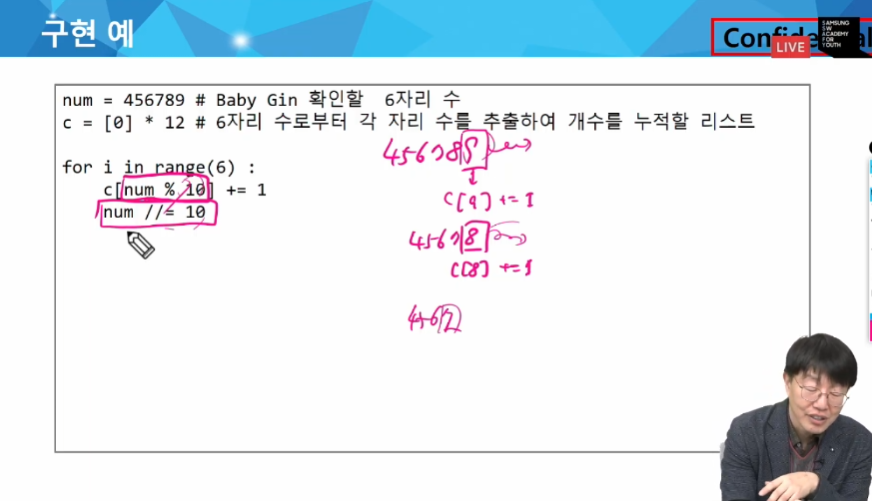 구현 예
Confidential
LIVE
SAMSUNG
SW
ACADEMY
FOR
YOUTH
num = 456789 # Baby Gin 확인할 6자리 수
c = [0] * 12 # 6자리 수로부터 각 자리 수를 추출하여 개수를 누적할 리스트
for i in range(6) :
c[num % 10] += 1
num //= 10
456789
c[9] += 1
45678
c[8] += 1
4567